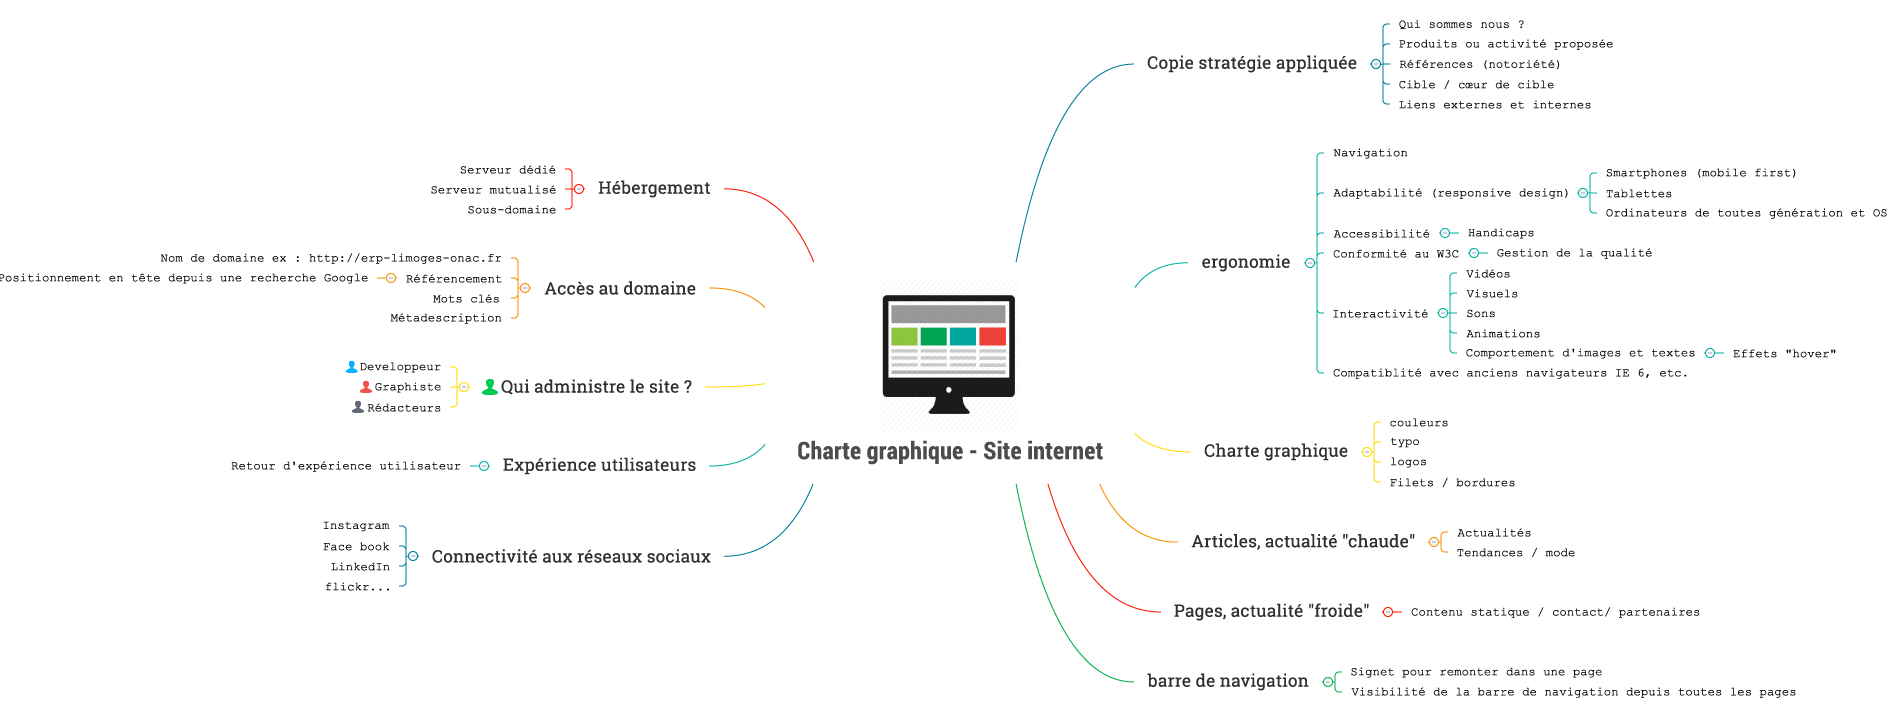 Charte graphique - Site internet
Copie stratégie appliquée
Qui sommes nous ?
Produits ou activité proposée
Références (notoriété)
Cible / cœur de cible
Liens externes et internes
ergonomie
Navigation
Adaptabilité (responsive design)
Smartphones (mobile first)
Tablettes
Ordinateurs de toutes génération et OS
Accessibilité
Handicaps
Conformité au W3C
Gestion de la qualité
Interactivité
Vidéos
Visuels
Sons
Animations
Comportement d'images et textes
Effets "hover"
Compatiblité avec anciens navigateurs IE 6, etc.
Charte graphique
couleurs
typo
logos
Filets / bordures
Articles, actualité "chaude"
Actualités
Tendances / mode
Pages, actualité "froide"
Contenu statique / contact/ partenaires
barre de navigation
Signet pour remonter dans une page
Visibilité de la barre de navigation depuis toutes les pages
Hébergement
Serveur dédié
Serveur mutualisé
Sous-domaine
Accès au domaine
Nom de domaine ex : http://erp-limoges-onac.fr
Référencement
Positionnement en tête depuis une recherche Google
Mots clés
Métadescription
Qui administre le site ?
Developpeur
Graphiste
Rédacteurs
Expérience utilisateurs
Retour d'expérience utilisateur
Connectivité aux réseaux sociaux
Instagram
Face book
LinkedIn
flickr...